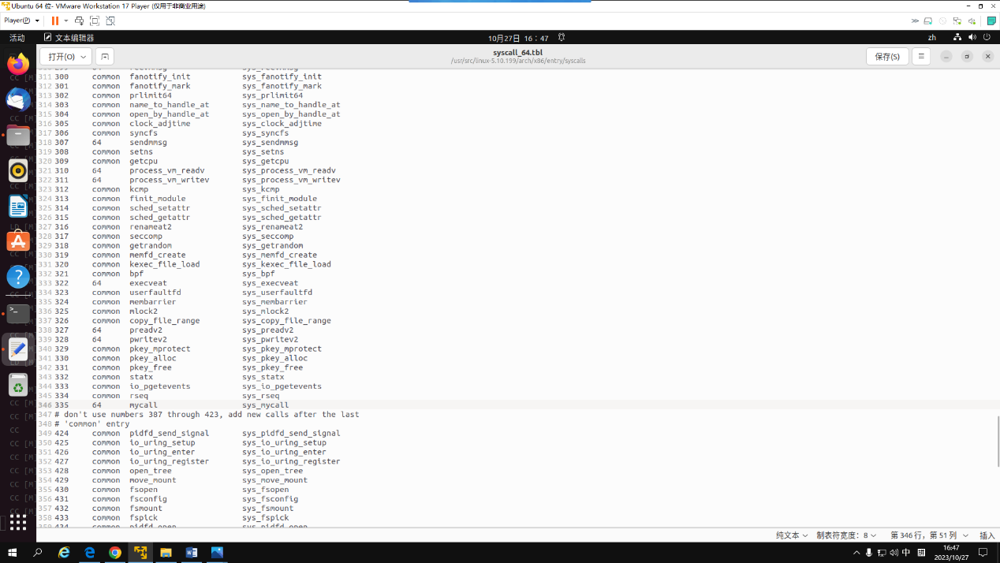 Ubuntu 64 位- VMware Workstation 17 Player (仅用于非商业用途)
Player(P)
活动 文本编辑器 10月27日 16：47 zh
打开(O) syscall_64.tbl 保存(S)
/usr/src/linux-5.10.199/arch/x86/entry/syscalls
311 300 common fanotify_init sys_fanotify_init
312 301 common fanotify_mark sys_fanotify_mark
313 302 common prlimit64 sys_prlimit64
314 303 common name_to_handle_at sys_name_to_handle_at
315 304 common open_by_handle_at sys_open_by_handle_at
316 305 common clock_adjtime sys_clock_adjtime
317 306 common syncfs sys_syncfs
318 307 64 sendmmsg sys_sendmmsg
319 308 common setns sys_setns
320 309 common getcpu sys_getcpu
321 310 64 process_vm_readv sys_process_vm_readv
322 311 64 process_vm_writev sys_process_vm_writev
323 312 common kcmp sys_kcmp
324 313 common finit_module sys_finit_module
325 314 common sched_setattr sys_sched_setattr
326 315 common sched_getattr sys_sched_getattr
327 316 common renameat2 sys_renameat2
328 317 common seccomp sys_seccomp
329 318 common getrandom sys_getrandom
330 319 common memfd_create sys_memfd_create
331 320 common kexec_file_load sys_kexec_file_load
332 321 common bpf sys_bpf
333 322 64 execveat sys_execveat
334 323 common userfaultfd sys_userfaultfd
335 324 common membarrier sys_membarrier
336 325 common mlock2 sys_mlock2
337 326 common copy_file_range sys_copy_file_range
338 327 64 preadv2 sys_preadv2
339 328 64 pwritev2 sys_pwritev2
340 329 common pkey_mprotect sys_pkey_mprotect
341 330 common pkey_alloc sys_pkey_alloc
342 331 common pkey_free sys_pkey_free
343 332 common statx sys_statx
344 333 common io_pgetevents sys_io_pgetevents
345 334 common rseq sys_rseq
346 335 64 mycall sys_mycall
347 # don't use numbers 387 through 423, add new calls after the last
348 # 'common' entry
349 424 common pidfd_send_signal sys_pidfd_send_signal
350 425 common io_uring_setup sys_io_uring_setup
351 426 common io_uring_enter sys_io_uring_enter
352 427 common io_uring_register sys_io_uring_register
353 428 common open_tree sys_open_tree
354 429 common move_mount sys_move_mount
355 430 common fsopen sys_fsopen
356 431 common fsconfig sys_fsconfig
357 432 common fsmount sys_fsmount
358 433 common fspick sys_fspick
359 434 common pidfd_open sys_pidfd_open
纯文本 制表符宽度：8 第 346 行，第 51 列 插入
中
16:47
2023/10/27